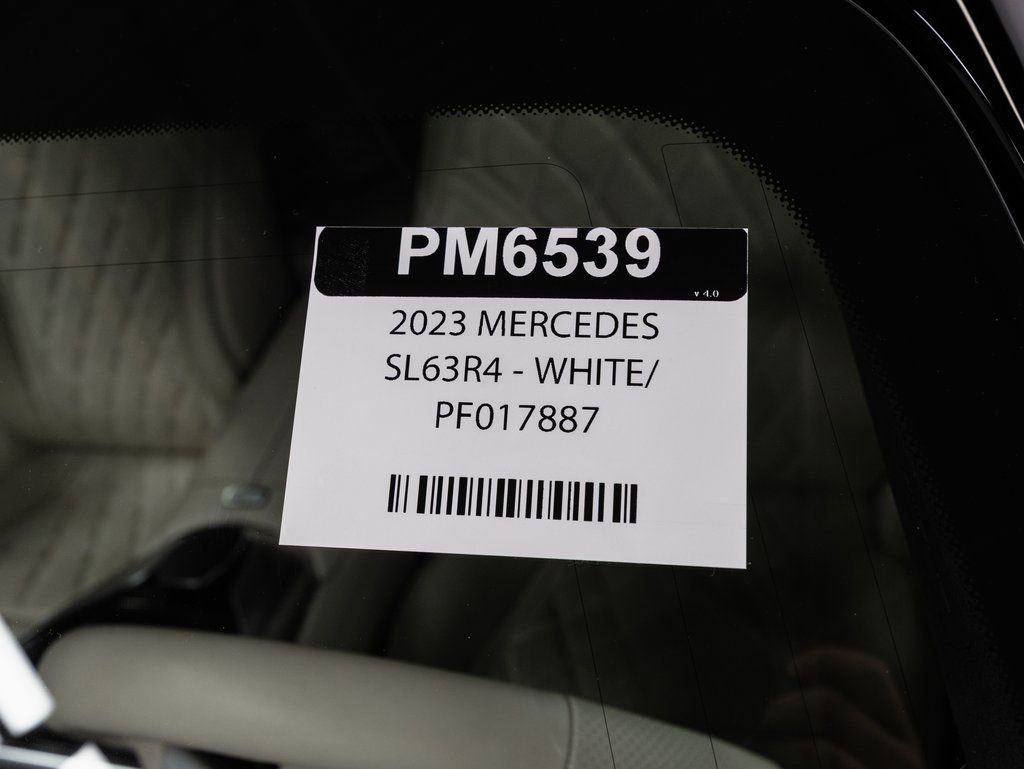 PM6539
v 4.0
2023 MERCEDES
SL63R4 - WHITE/
PF017887